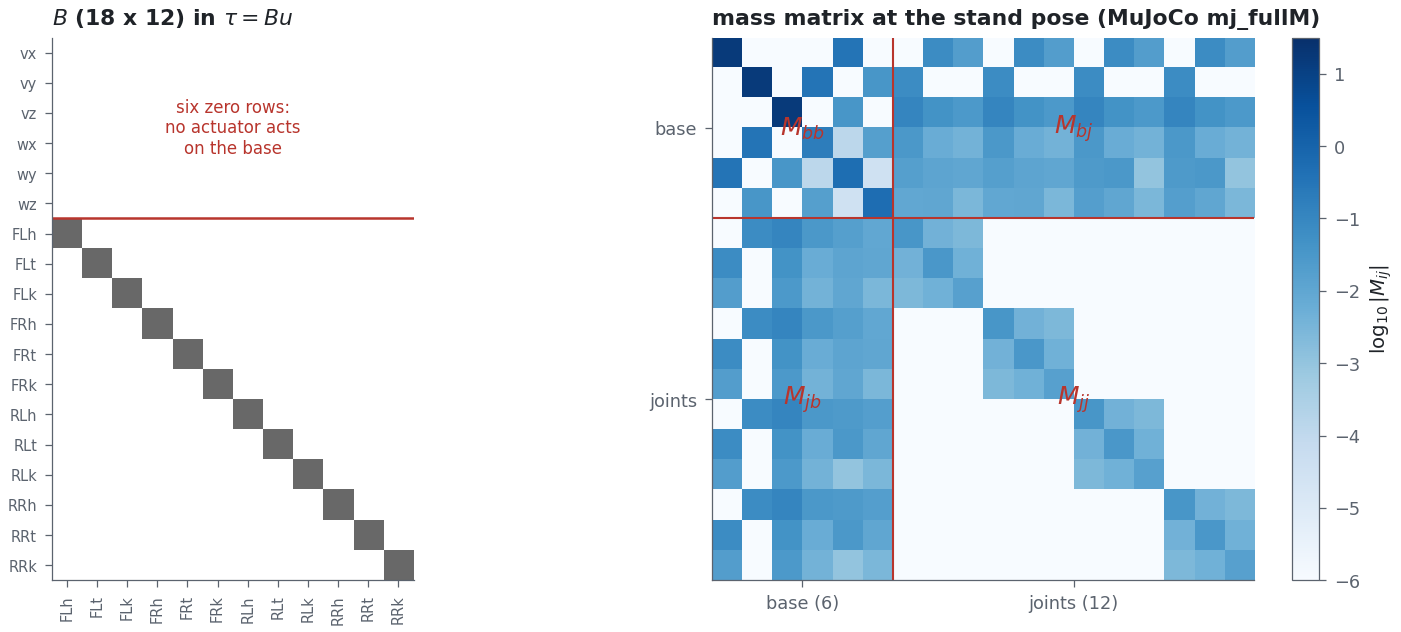 B (18 x 12) in τ = Bu
vx
vy
vz
wx
wy
wz
FLh
FLt
FLk
FRh
FRt
FRk
RLh
RLt
RLk
RRh
RRt
RRk
six zero rows:
no actuator acts
on the base
FLh FLt FLk FRh FRt FRk RLh RLt RLk RRh RRt RRk
mass matrix at the stand pose (MuJoCo mj_fullM)
base
joints
M_bb
M_bj
M_jb
M_jj
base (6) joints (12)
1
0
−1
−2
−3
−4
−5
−6
log₁₀|M_ij|